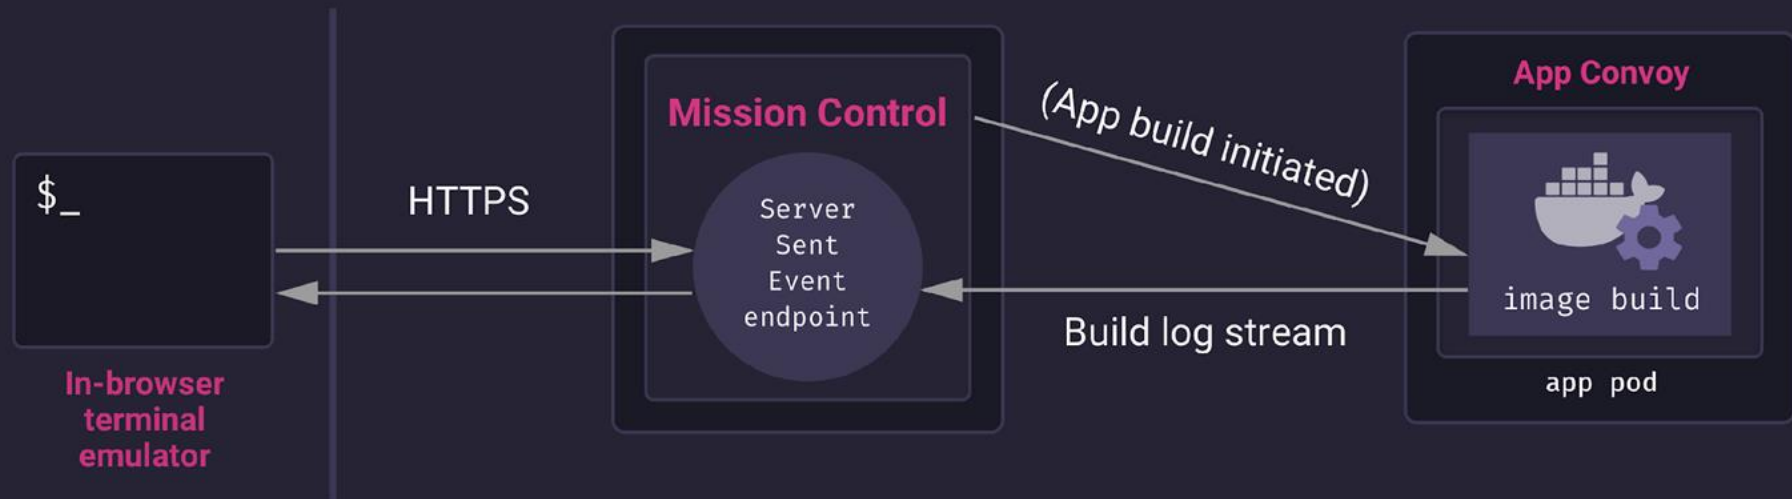 $_
In-browser
terminal
emulator
HTTPS
Mission Control
Server
Sent
Event
endpoint
(App build initiated)
Build log stream
App Convoy
image build
app pod